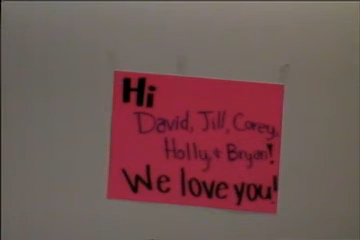 Hi
David, Jill, Corey,
Holly, + Bryan!
We love you!